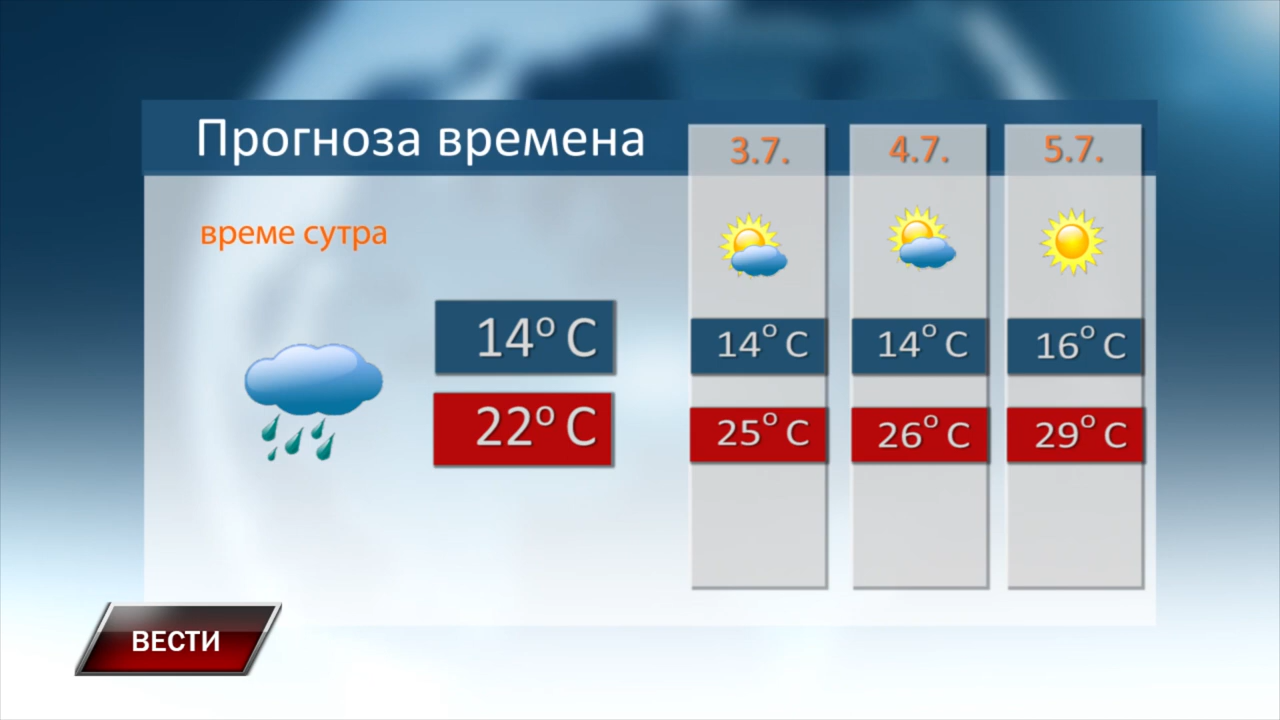 Прогноза времена
време сутра
14° C
22° C
3.7.
14° C
25° C
4.7.
14° C
26° C
5.7.
16° C
29° C
ВЕСТИ